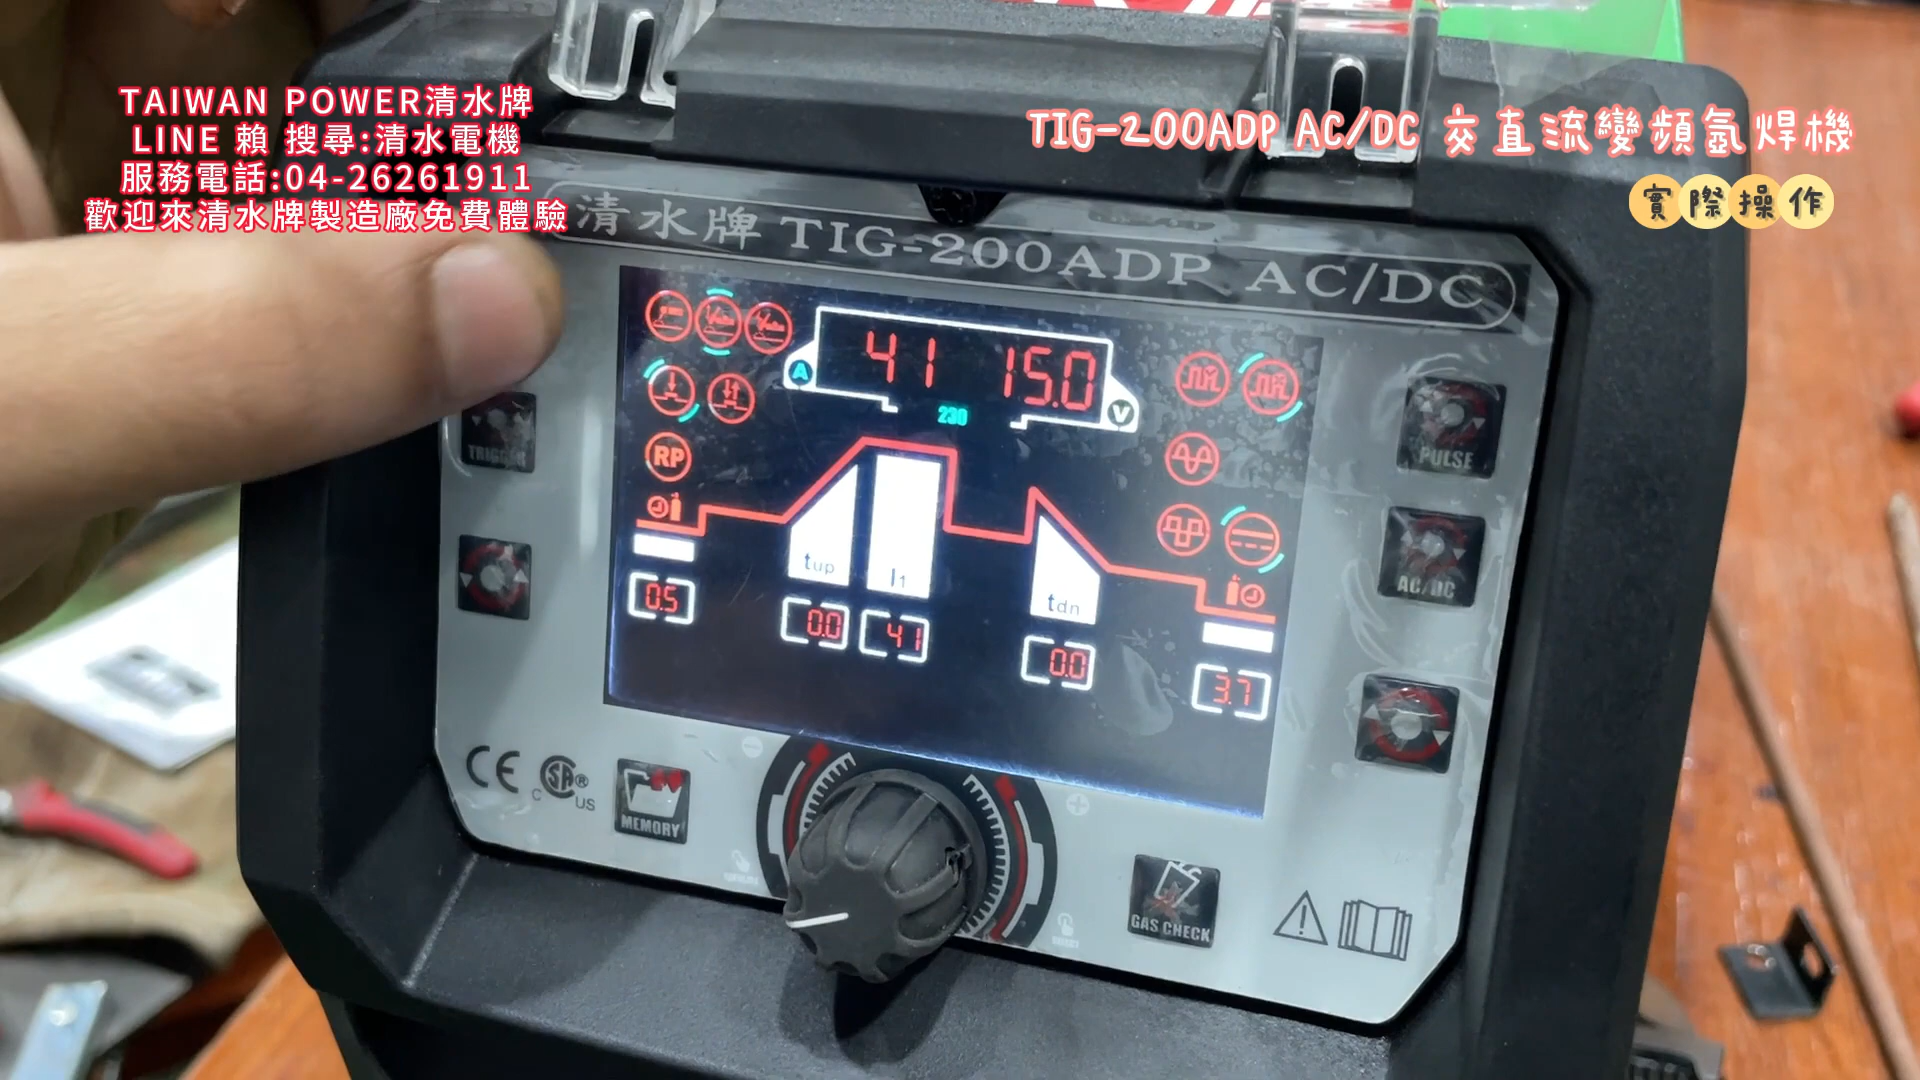 TAIWAN POWER清水牌
LINE 賴 搜尋:清水電機
服務電話:04-26261911
歡迎來清水牌製造廠免費體驗
TIG-200ADP AC/DC 交直流變頻氬焊機
實際操作
清水牌 TIG-200ADP AC/DC
A 41 15.0 V
230
RP
tup
I1
tdn
0.5
0.0
41
0.0
3.7
TRIGGER
PULSE
AC/DC
CE
C SA® US
MEMORY
GAS CHECK